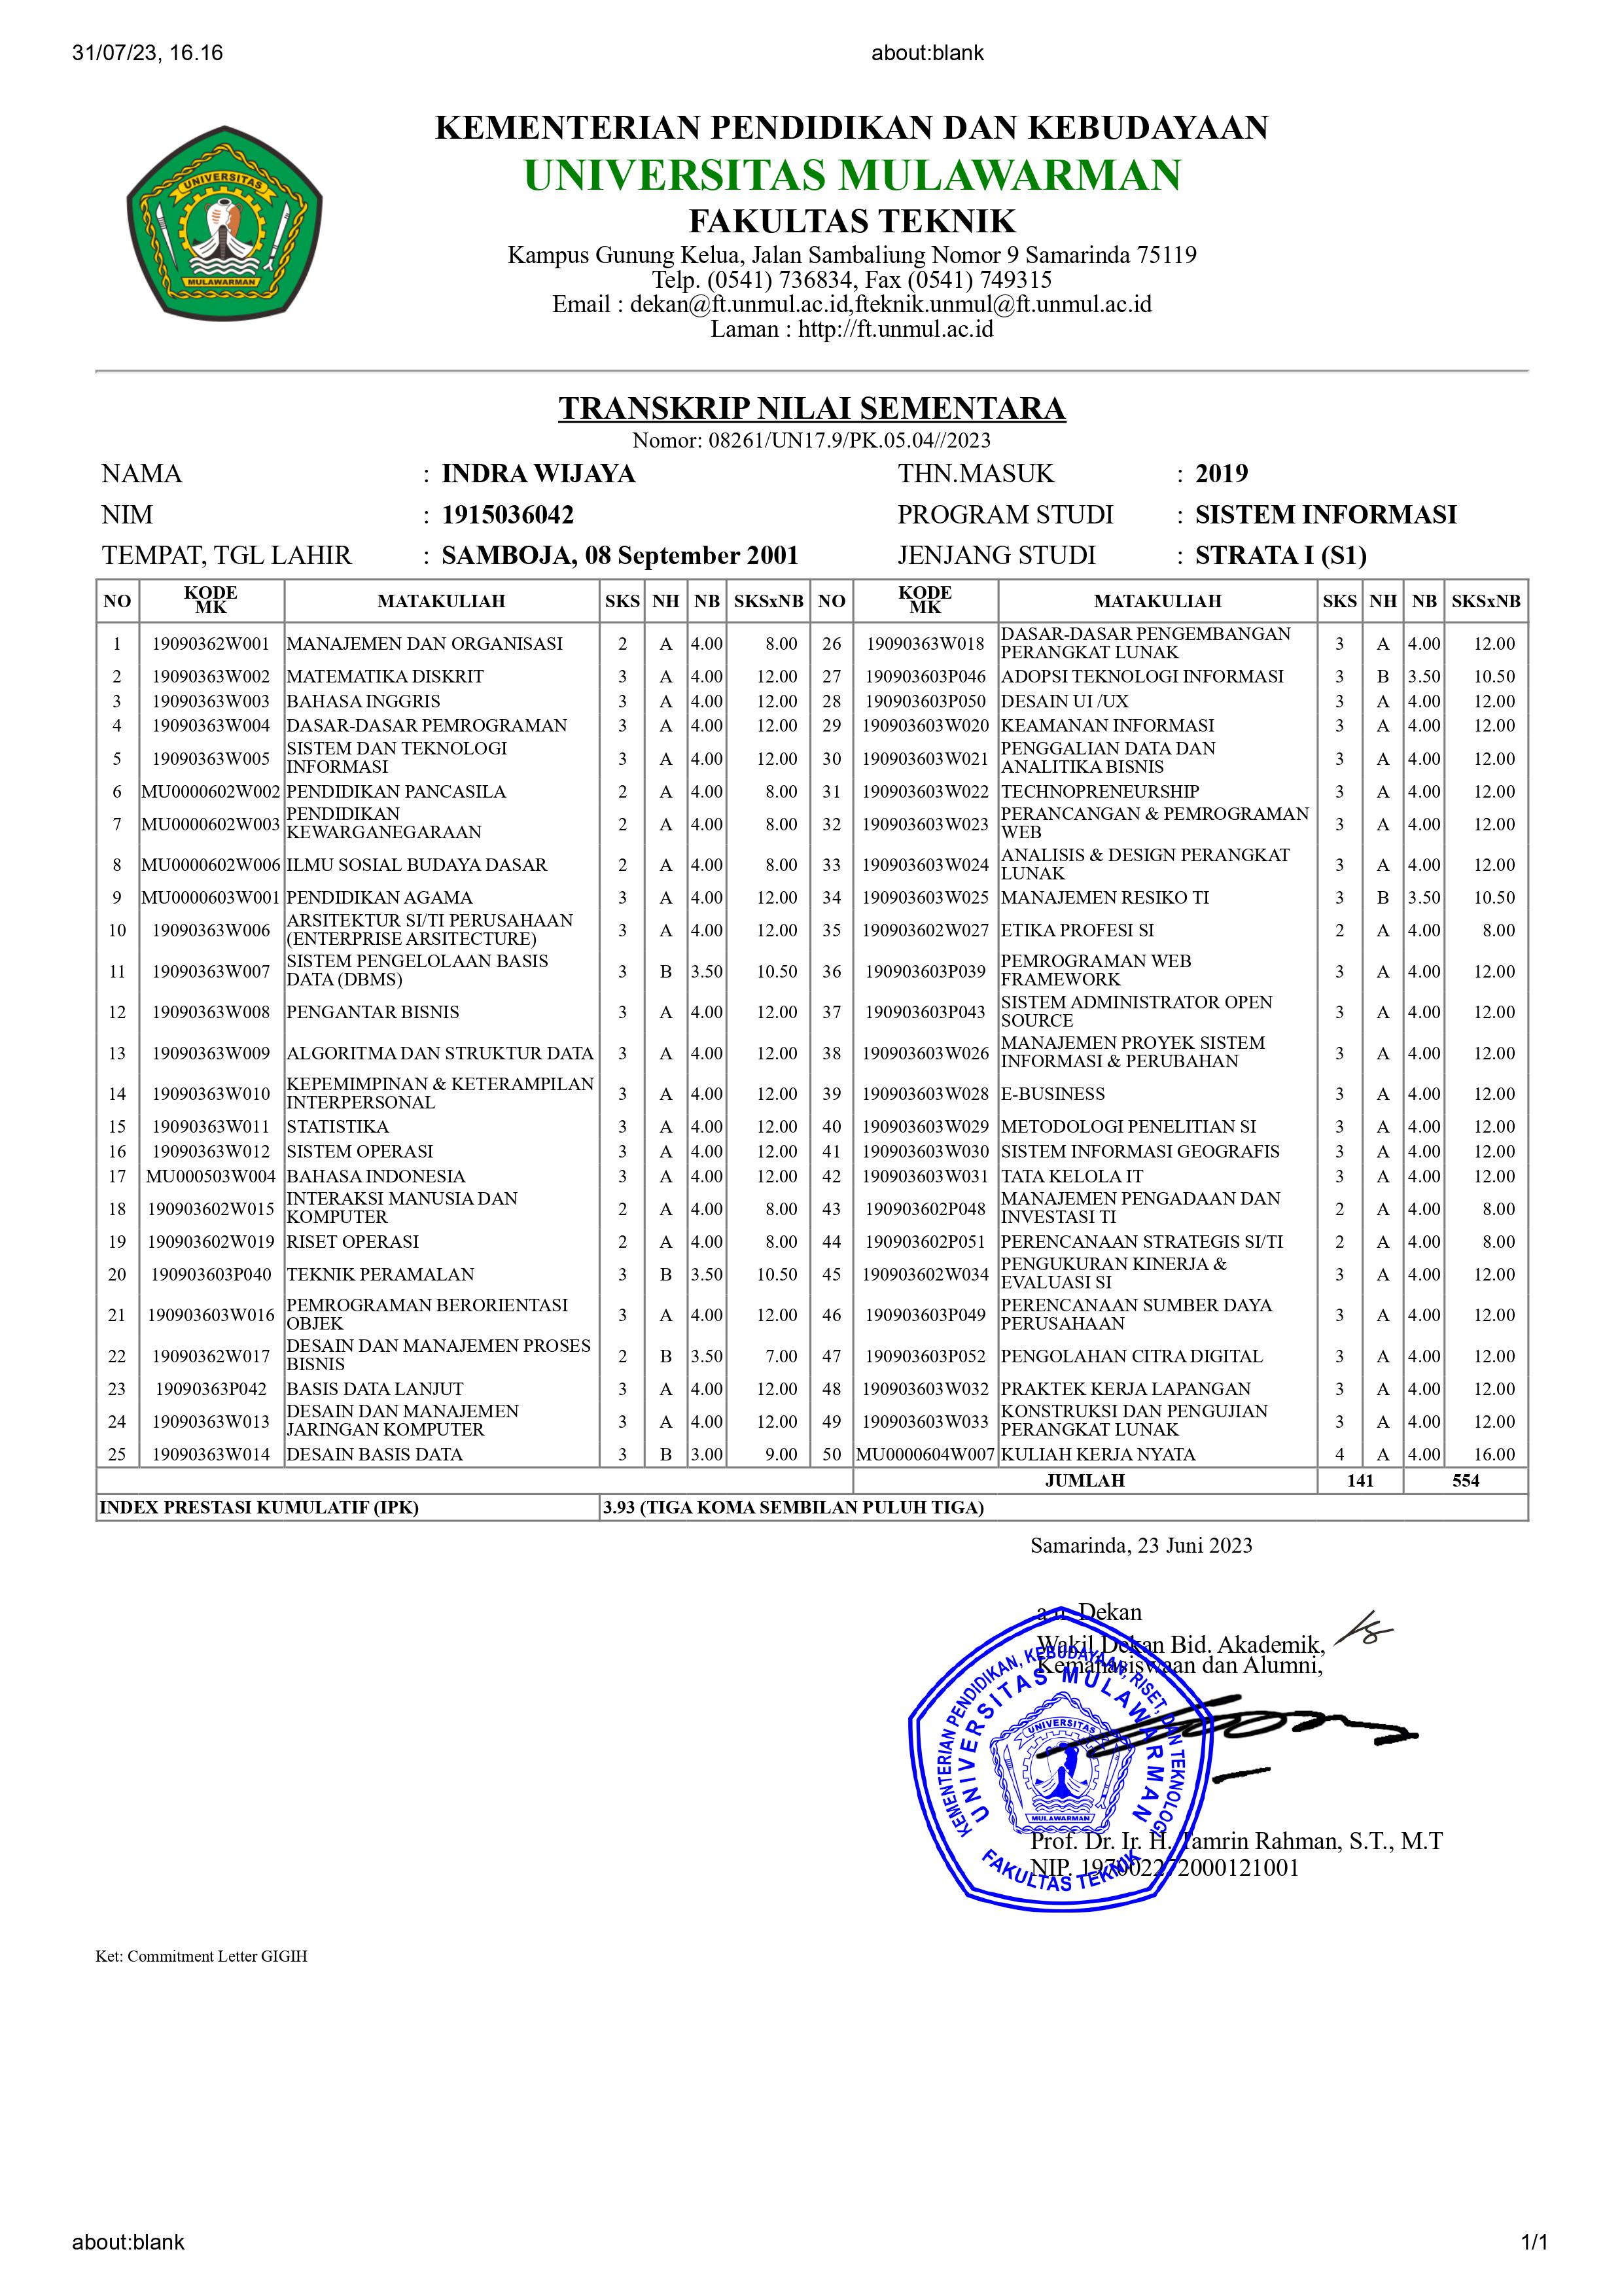 31/07/23, 16.16 about:blank
UNIVERSITAS
MULAWARMAN
KEMENTERIAN PENDIDIKAN DAN KEBUDAYAAN
UNIVERSITAS MULAWARMAN
FAKULTAS TEKNIK
Kampus Gunung Kelua, Jalan Sambaliung Nomor 9 Samarinda 75119
Telp. (0541) 736834, Fax (0541) 749315
Email : dekan@ft.unmul.ac.id,fteknik.unmul@ft.unmul.ac.id
Laman : http://ft.unmul.ac.id
TRANSKRIP NILAI SEMENTARA
Nomor: 08261/UN17.9/PK.05.04//2023
NAMA : INDRA WIJAYA THN.MASUK : 2019
NIM : 1915036042 PROGRAM STUDI : SISTEM INFORMASI
TEMPAT, TGL LAHIR : SAMBOJA, 08 September 2001 JENJANG STUDI : STRATA I (S1)
NO KODE MK MATAKULIAH SKS NH NB SKSxNB NO KODE MK MATAKULIAH SKS NH NB SKSxNB
1 19090362W001 MANAJEMEN DAN ORGANISASI 2 A 4.00 8.00 26 19090363W018 DASAR-DASAR PENGEMBANGAN PERANGKAT LUNAK 3 A 4.00 12.00
2 19090363W002 MATEMATIKA DISKRIT 3 A 4.00 12.00 27 190903603P046 ADOPSI TEKNOLOGI INFORMASI 3 B 3.50 10.50
3 19090363W003 BAHASA INGGRIS 3 A 4.00 12.00 28 190903603P050 DESAIN UI /UX 3 A 4.00 12.00
4 19090363W004 DASAR-DASAR PEMROGRAMAN 3 A 4.00 12.00 29 190903603W020 KEAMANAN INFORMASI 3 A 4.00 12.00
5 19090363W005 SISTEM DAN TEKNOLOGI INFORMASI 3 A 4.00 12.00 30 190903603W021 PENGGALIAN DATA DAN ANALITIKA BISNIS 3 A 4.00 12.00
6 MU0000602W002 PENDIDIKAN PANCASILA 2 A 4.00 8.00 31 190903603W022 TECHNOPRENEURSHIP 3 A 4.00 12.00
7 MU0000602W003 PENDIDIKAN KEWARGANEGARAAN 2 A 4.00 8.00 32 190903603W023 PERANCANGAN & PEMROGRAMAN WEB 3 A 4.00 12.00
8 MU0000602W006 ILMU SOSIAL BUDAYA DASAR 2 A 4.00 8.00 33 190903603W024 ANALISIS & DESIGN PERANGKAT LUNAK 3 A 4.00 12.00
9 MU0000603W001 PENDIDIKAN AGAMA 3 A 4.00 12.00 34 190903603W025 MANAJEMEN RESIKO TI 3 B 3.50 10.50
10 19090363W006 ARSITEKTUR SI/TI PERUSAHAAN (ENTERPRISE ARSITECTURE) 3 A 4.00 12.00 35 190903602W027 ETIKA PROFESI SI 2 A 4.00 8.00
11 19090363W007 SISTEM PENGELOLAAN BASIS DATA (DBMS) 3 B 3.50 10.50 36 190903603P039 PEMROGRAMAN WEB FRAMEWORK 3 A 4.00 12.00
12 19090363W008 PENGANTAR BISNIS 3 A 4.00 12.00 37 190903603P043 SISTEM ADMINISTRATOR OPEN SOURCE 3 A 4.00 12.00
13 19090363W009 ALGORITMA DAN STRUKTUR DATA 3 A 4.00 12.00 38 190903603W026 MANAJEMEN PROYEK SISTEM INFORMASI & PERUBAHAN 3 A 4.00 12.00
14 19090363W010 KEPEMIMPINAN & KETERAMPILAN INTERPERSONAL 3 A 4.00 12.00 39 190903603W028 E-BUSINESS 3 A 4.00 12.00
15 19090363W011 STATISTIKA 3 A 4.00 12.00 40 190903603W029 METODOLOGI PENELITIAN SI 3 A 4.00 12.00
16 19090363W012 SISTEM OPERASI 3 A 4.00 12.00 41 190903603W030 SISTEM INFORMASI GEOGRAFIS 3 A 4.00 12.00
17 MU000503W004 BAHASA INDONESIA 3 A 4.00 12.00 42 190903603W031 TATA KELOLA IT 3 A 4.00 12.00
18 190903602W015 INTERAKSI MANUSIA DAN KOMPUTER 2 A 4.00 8.00 43 190903602P048 MANAJEMEN PENGADAAN DAN INVESTASI TI 2 A 4.00 8.00
19 190903602W019 RISET OPERASI 2 A 4.00 8.00 44 190903602P051 PERENCANAAN STRATEGIS SI/TI 2 A 4.00 8.00
20 190903603P040 TEKNIK PERAMALAN 3 B 3.50 10.50 45 190903602W034 PENGUKURAN KINERJA & EVALUASI SI 3 A 4.00 12.00
21 190903603W016 PEMROGRAMAN BERORIENTASI OBJEK 3 A 4.00 12.00 46 190903603P049 PERENCANAAN SUMBER DAYA PERUSAHAAN 3 A 4.00 12.00
22 19090362W017 DESAIN DAN MANAJEMEN PROSES BISNIS 2 B 3.50 7.00 47 190903603P052 PENGOLAHAN CITRA DIGITAL 3 A 4.00 12.00
23 19090363P042 BASIS DATA LANJUT 3 A 4.00 12.00 48 190903603W032 PRAKTEK KERJA LAPANGAN 3 A 4.00 12.00
24 19090363W013 DESAIN DAN MANAJEMEN JARINGAN KOMPUTER 3 A 4.00 12.00 49 190903603W033 KONSTRUKSI DAN PENGUJIAN PERANGKAT LUNAK 3 A 4.00 12.00
25 19090363W014 DESAIN BASIS DATA 3 B 3.00 9.00 50 MU0000604W007 KULIAH KERJA NYATA 4 A 4.00 16.00
JUMLAH 141 554
INDEX PRESTASI KUMULATIF (IPK) 3.93 (TIGA KOMA SEMBILAN PULUH TIGA)
Samarinda, 23 Juni 2023
a.n. Dekan
Wakil Dekan Bid. Akademik,
Kemahasiswaan dan Alumni,
KEMENTERIAN PENDIDIKAN, KEBUDAYAAN, RISET, DAN TEKNOLOGI
UNIVERSITAS MULAWARMAN
UNIVERSITAS
MULAWARMAN
FAKULTAS TEKNIK
Prof. Dr. Ir. H. Tamrin Rahman, S.T., M.T
NIP. 197002272000121001
Ket: Commitment Letter GIGIH
about:blank 1/1